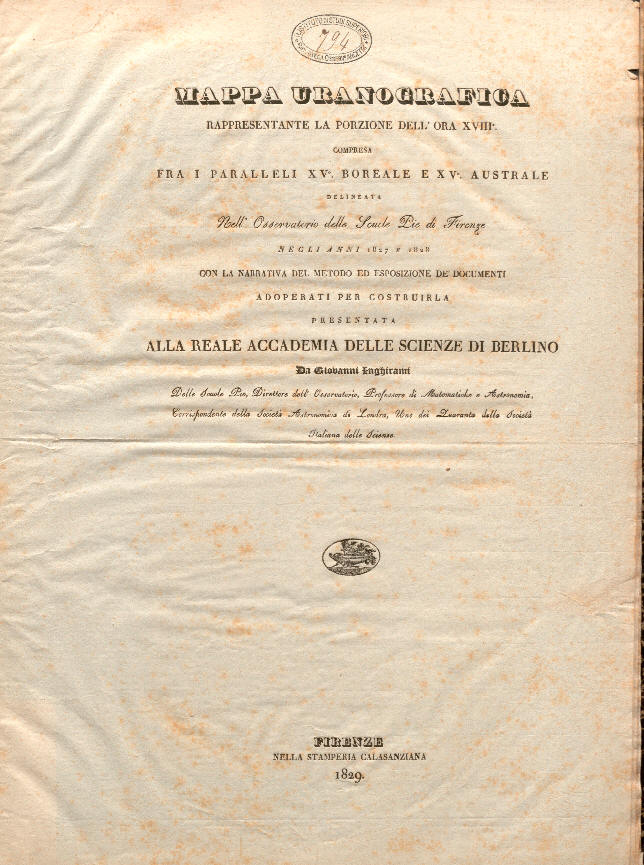 794
MAPPA URANOGRAFICA
RAPPRESENTANTE LA PORZIONE DELL' ORA XVIIIª.
COMPRESA
FRA I PARALLELI XV°. BOREALE E XV°. AUSTRALE
DELINEATA
Nell' Osservatorio delle Scuole Pie di Firenze
NEGLI ANNI 1827 E 1828
CON LA NARRATIVA DEL METODO ED ESPOSIZIONE DE' DOCUMENTI
ADOPERATI PER COSTRUIRLA
PRESENTATA
ALLA REALE ACCADEMIA DELLE SCIENZE DI BERLINO
Da Giovanni Inghirami
Delle Scuole Pie, Direttore dell' Osservatorio, Professore di Matematiche e Astronomia,
Corrispondente della Società Astronomica di Londra, Uno dei Quaranta della Società
Italiana delle Scienze
FIRENZE
NELLA STAMPERIA CALASANZIANA
1829.